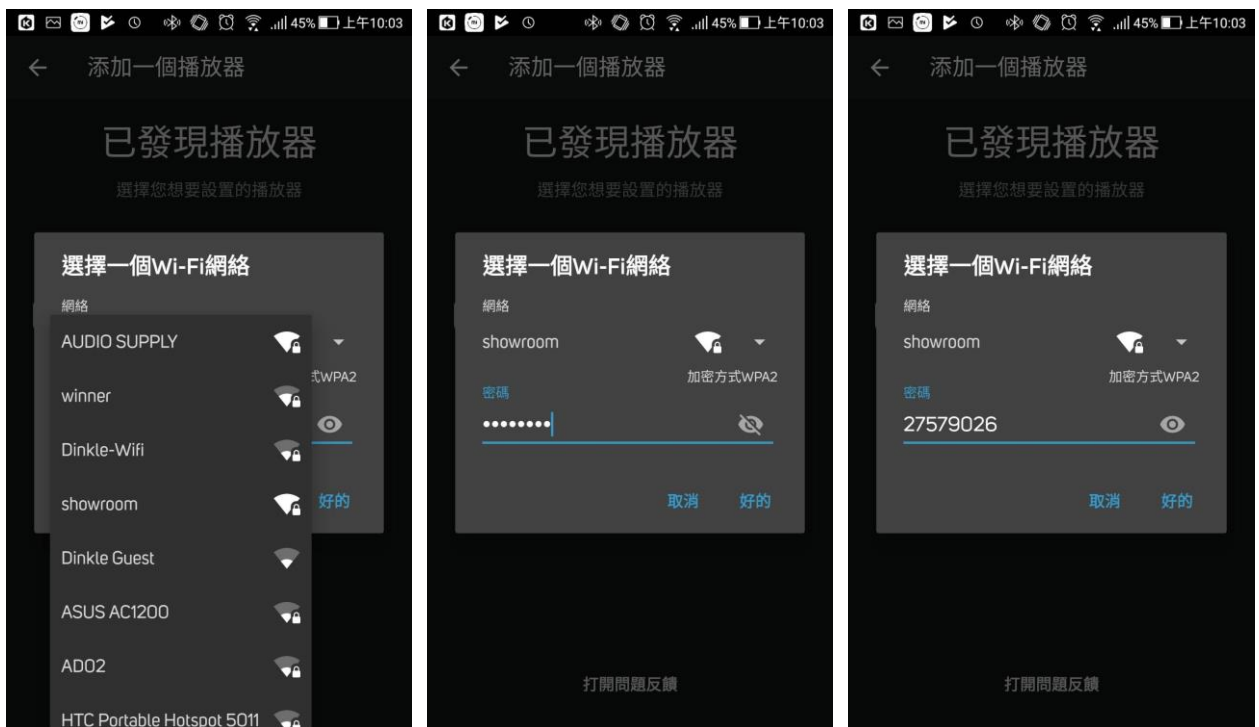 45% 上午10:03
添加一個播放器
已發現播放器
選擇您想要設置的播放器
選擇一個Wi-Fi網絡
網絡
AUDIO SUPPLY
式WPA2
winner
Dinkle-Wifi
showroom
好的
Dinkle Guest
ASUS AC1200
AD02
HTC Portable Hotspot 5011
45% 上午10:03
添加一個播放器
已發現播放器
選擇您想要設置的播放器
選擇一個Wi-Fi網絡
網絡
showroom
加密方式WPA2
密碼
••••••••
取消 好的
打開問題反饋
45% 上午10:03
添加一個播放器
已發現播放器
選擇您想要設置的播放器
選擇一個Wi-Fi網絡
網絡
showroom
加密方式WPA2
密碼
27579026
取消 好的
打開問題反饋